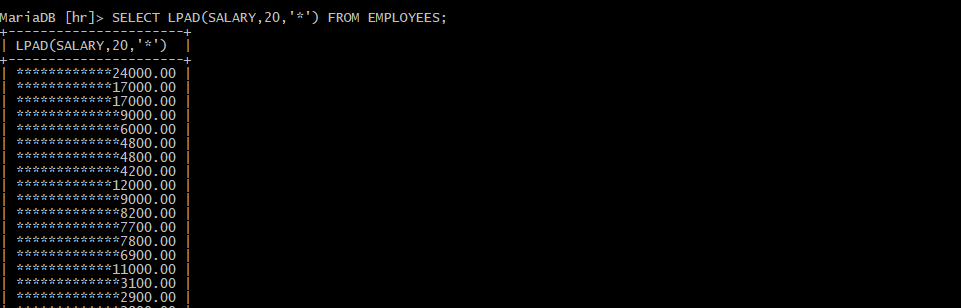 MariaDB [hr]> SELECT LPAD(SALARY,20,'*') FROM EMPLOYEES;
+----------------------+
| LPAD(SALARY,20,'*')  |
+----------------------+
| ************24000.00 |
| ************17000.00 |
| ************17000.00 |
| *************9000.00 |
| *************6000.00 |
| *************4800.00 |
| *************4800.00 |
| *************4200.00 |
| ************12000.00 |
| *************9000.00 |
| *************8200.00 |
| *************7700.00 |
| *************7800.00 |
| *************6900.00 |
| ************11000.00 |
| *************3100.00 |
| *************2900.00 |